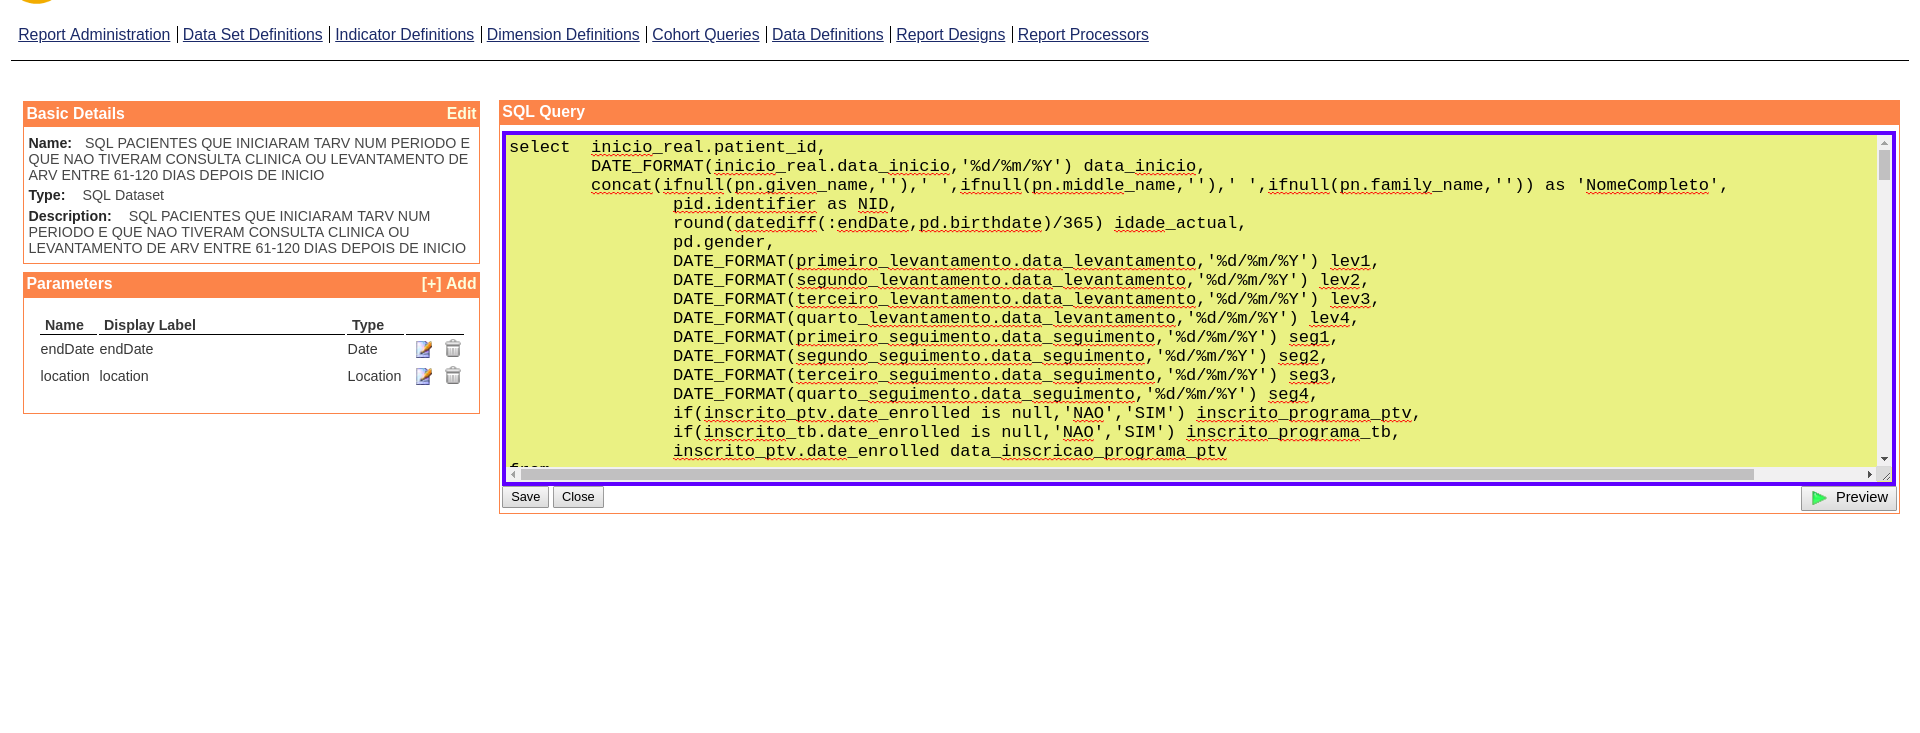 Report Administration | Data Set Definitions | Indicator Definitions | Dimension Definitions | Cohort Queries | Data Definitions | Report Designs | Report Processors
Basic Details Edit
Name: SQL PACIENTES QUE INICIARAM TARV NUM PERIODO E
QUE NAO TIVERAM CONSULTA CLINICA OU LEVANTAMENTO DE
ARV ENTRE 61-120 DIAS DEPOIS DE INICIO
Type: SQL Dataset
Description: SQL PACIENTES QUE INICIARAM TARV NUM
PERIODO E QUE NAO TIVERAM CONSULTA CLINICA OU
LEVANTAMENTO DE ARV ENTRE 61-120 DIAS DEPOIS DE INICIO
Parameters [+] Add
Name Display Label Type
endDate endDate Date
location location Location
SQL Query
select inicio_real.patient_id,
DATE_FORMAT(inicio_real.data_inicio,'%d/%m/%Y') data_inicio,
concat(ifnull(pn.given_name,''),' ',ifnull(pn.middle_name,''),' ',ifnull(pn.family_name,'')) as 'NomeCompleto',
pid.identifier as NID,
round(datediff(:endDate,pd.birthdate)/365) idade_actual,
pd.gender,
DATE_FORMAT(primeiro_levantamento.data_levantamento,'%d/%m/%Y') lev1,
DATE_FORMAT(segundo_levantamento.data_levantamento,'%d/%m/%Y') lev2,
DATE_FORMAT(terceiro_levantamento.data_levantamento,'%d/%m/%Y') lev3,
DATE_FORMAT(quarto_levantamento.data_levantamento,'%d/%m/%Y') lev4,
DATE_FORMAT(primeiro_seguimento.data_seguimento,'%d/%m/%Y') seg1,
DATE_FORMAT(segundo_seguimento.data_seguimento,'%d/%m/%Y') seg2,
DATE_FORMAT(terceiro_seguimento.data_seguimento,'%d/%m/%Y') seg3,
DATE_FORMAT(quarto_seguimento.data_seguimento,'%d/%m/%Y') seg4,
if(inscrito_ptv.date_enrolled is null,'NAO','SIM') inscrito_programa_ptv,
if(inscrito_tb.date_enrolled is null,'NAO','SIM') inscrito_programa_tb,
inscrito_ptv.date_enrolled data_inscricao_programa_ptv
Save Close Preview